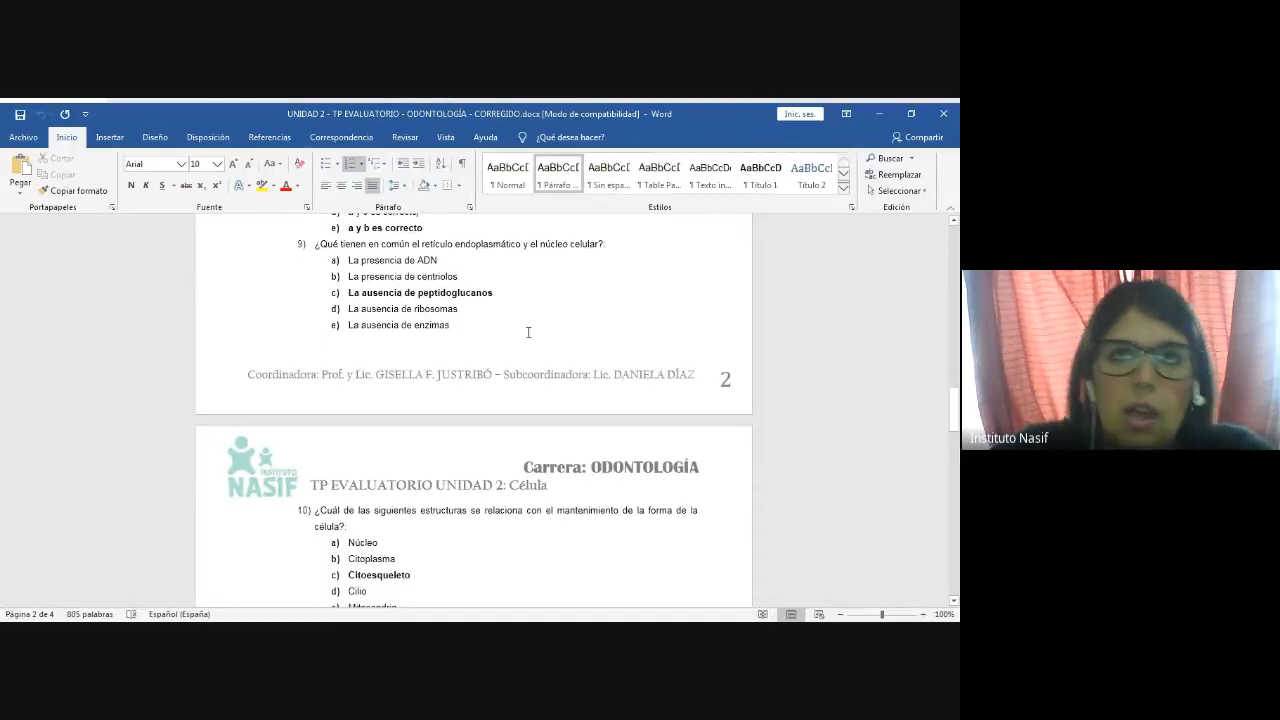 UNIDAD 2 - TP EVALUATORIO - ODONTOLOGÍA - CORREGIDO.docx [Modo de compatibilidad] - Word
Inic. ses.
Archivo Inicio Insertar Diseño Disposición Referencias Correspondencia Revisar Vista Ayuda ¿Qué desea hacer? Compartir
Pegar
Cortar
Copiar
Copiar formato
Portapapeles
Arial 10
Fuente
Párrafo
AaBbCcI AaBbCcI AaBbCcI AaBbCcI AaBbCcD AaBbCcD AaBbCcI
¶ Normal ¶ Párrafo ... ¶ Sin espa... ¶ Table Pa... ¶ Texto in... ¶ Título 1 Título 2
Estilos
Buscar
Reemplazar
Seleccionar
Edición
e) a y b es correcto
9) ¿Qué tienen en común el retículo endoplasmático y el núcleo celular?:
a) La presencia de ADN
b) La presencia de centriolos
c) La ausencia de peptidoglucanos
d) La ausencia de ribosomas
e) La ausencia de enzimas
Coordinadora: Prof. y Lic. GISELLA F. JUSTRIBÓ – Subcoordinadora: Lic. DANIELA DÍAZ 2
INSTITUTO
NASIF
Carrera: ODONTOLOGÍA
TP EVALUATORIO UNIDAD 2: Célula
10) ¿Cuál de las siguientes estructuras se relaciona con el mantenimiento de la forma de la
célula?:
a) Núcleo
b) Citoplasma
c) Citoesqueleto
d) Cilio
Página 2 de 4 805 palabras Español (España) 100%
Instituto Nasif